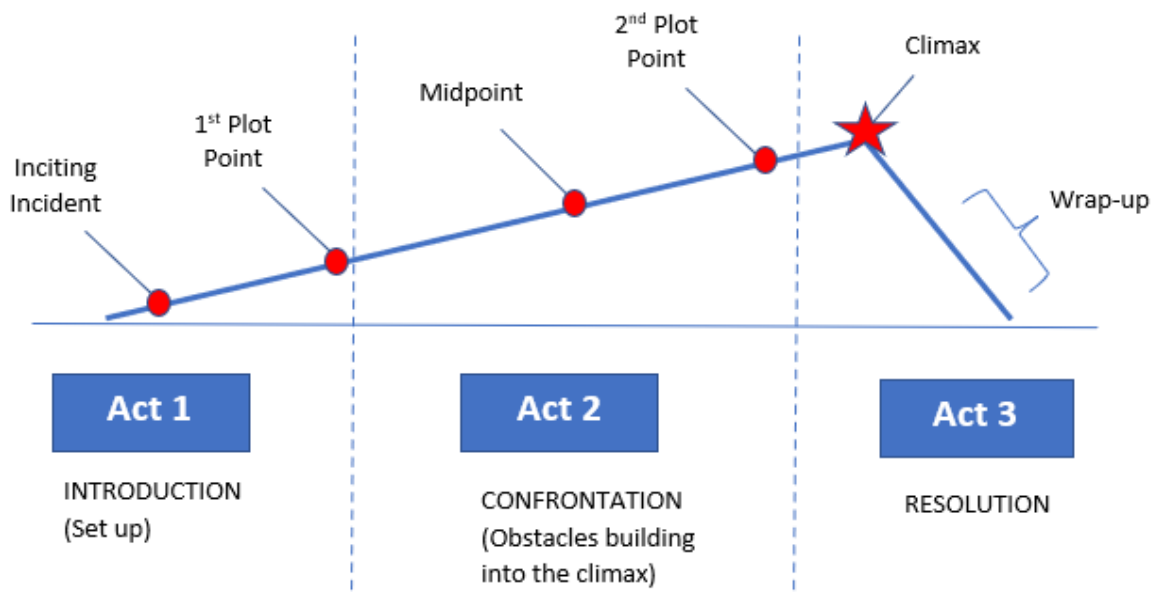 Inciting
Incident
1st Plot
Point
Midpoint
2nd Plot
Point
Climax
Wrap-up
Act 1
Act 2
Act 3
INTRODUCTION
(Set up)
CONFRONTATION
(Obstacles building
into the climax)
RESOLUTION